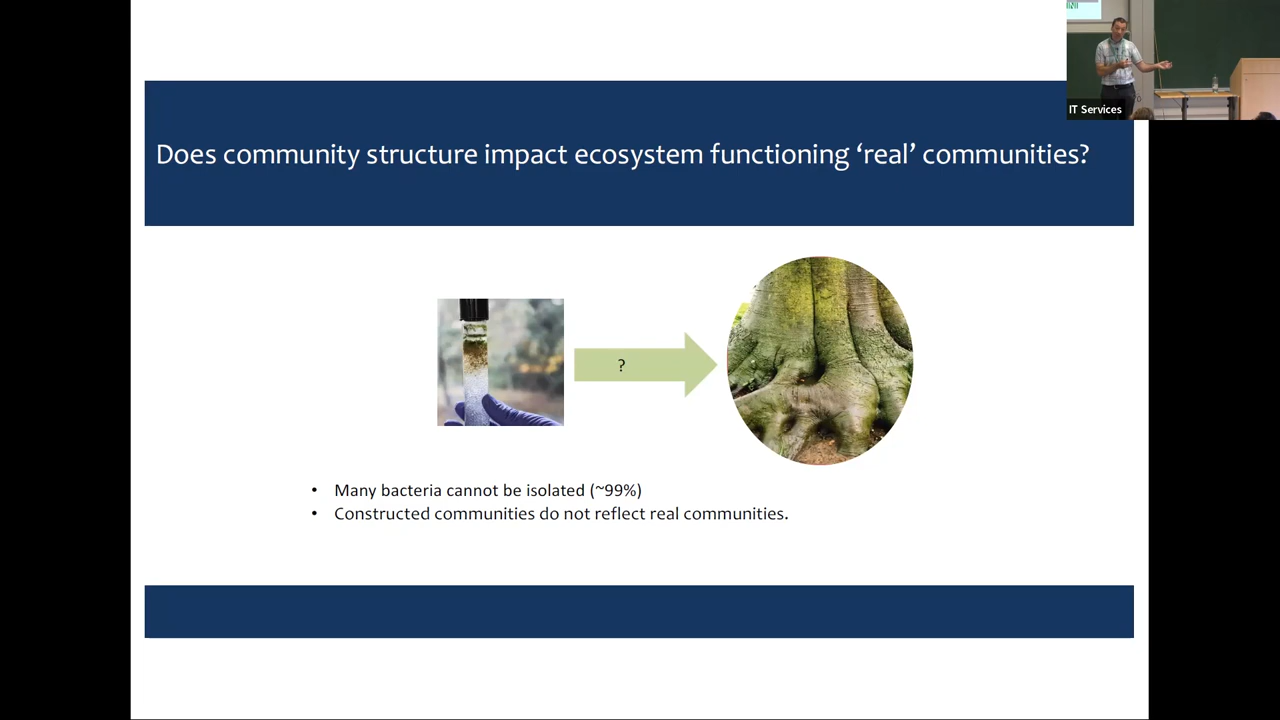 IT Services
Does community structure impact ecosystem functioning ‘real’ communities?
?
• Many bacteria cannot be isolated (~99%)
• Constructed communities do not reflect real communities.